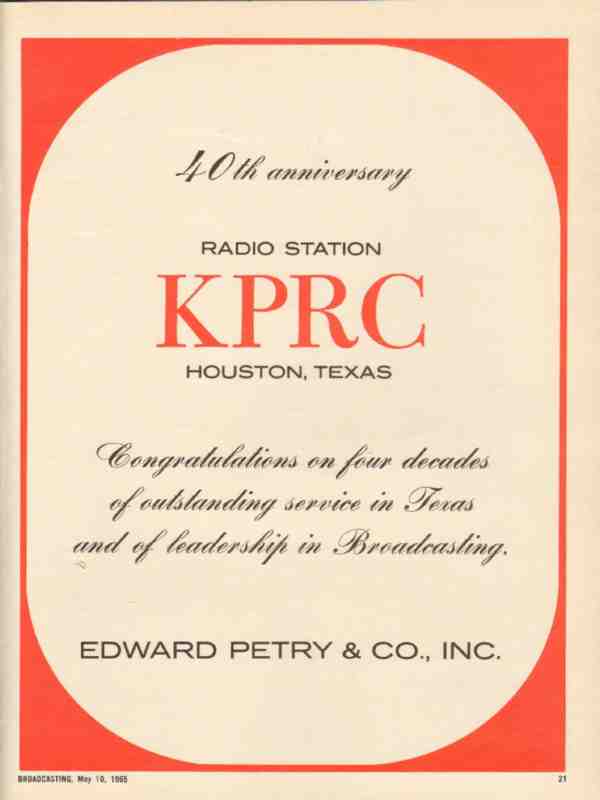 40th anniversary
RADIO STATION
KPRC
HOUSTON, TEXAS
Congratulations on four decades
of outstanding service in Texas
and of leadership in Broadcasting.
EDWARD PETRY & CO., INC.
BROADCASTING, May 10, 1965
21